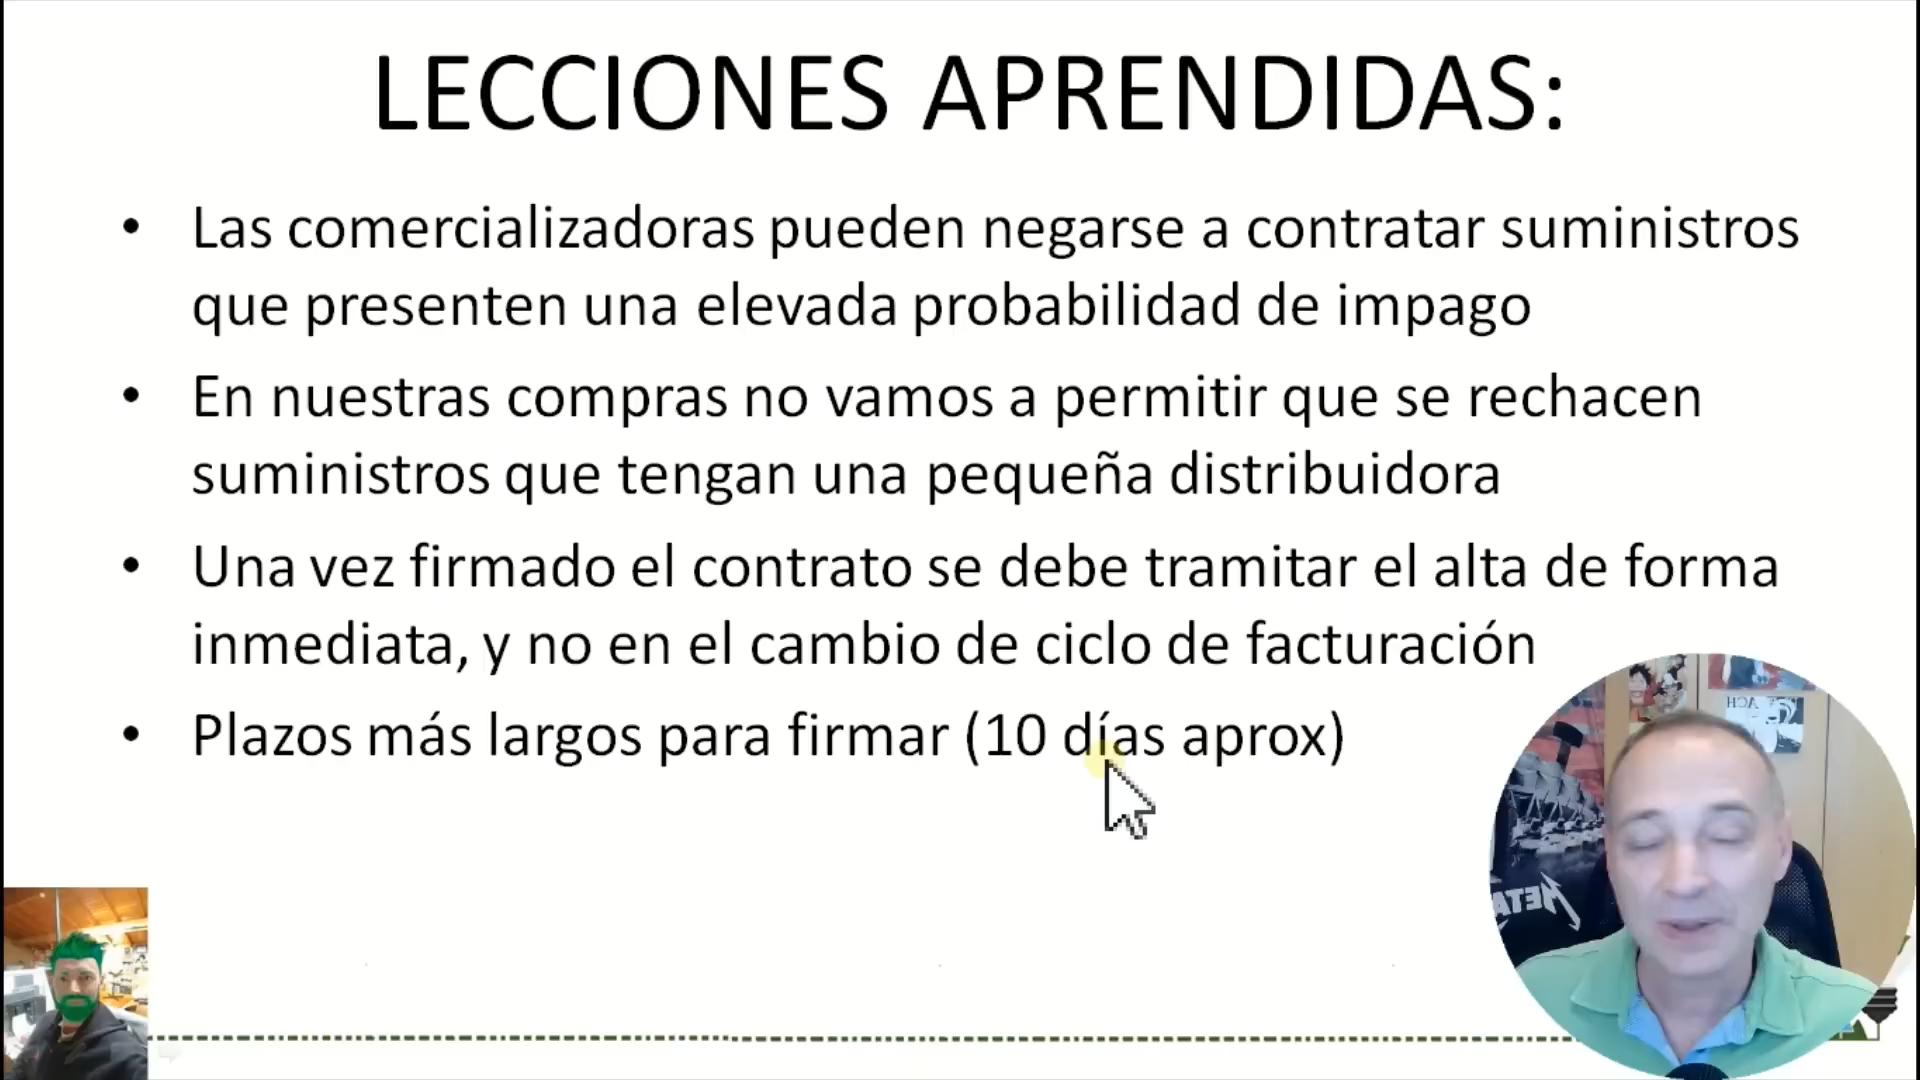 LECCIONES APRENDIDAS:
• Las comercializadoras pueden negarse a contratar suministros
que presenten una elevada probabilidad de impago
• En nuestras compras no vamos a permitir que se rechacen
suministros que tengan una pequeña distribuidora
• Una vez firmado el contrato se debe tramitar el alta de forma
inmediata, y no en el cambio de ciclo de facturación
• Plazos más largos para firmar (10 días aprox)
ACH
META